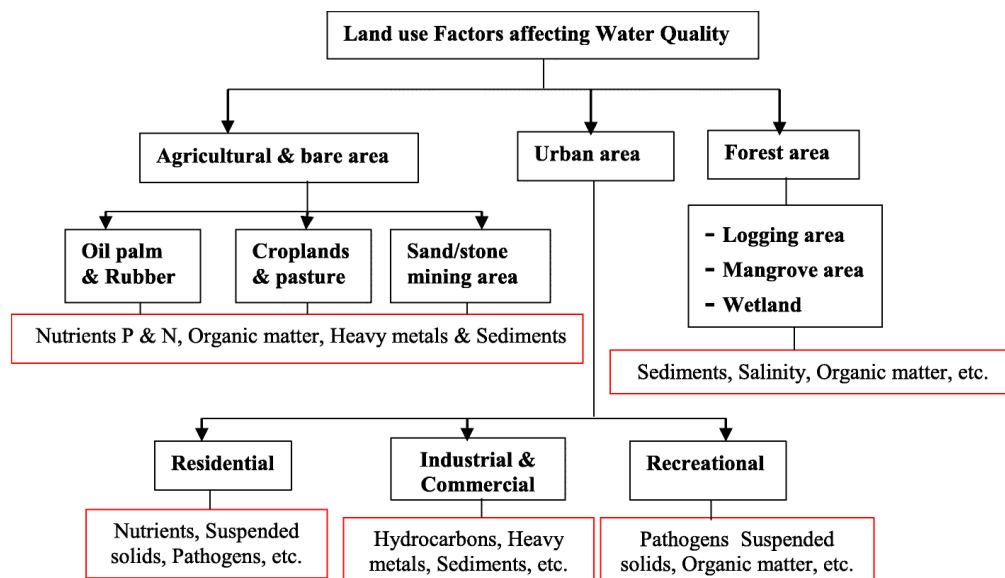 Land use Factors affecting Water Quality
Agricultural & bare area
Urban area
Forest area
Oil palm
& Rubber
Croplands
& pasture
Sand/stone
mining area
- Logging area
- Mangrove area
- Wetland
Nutrients P & N, Organic matter, Heavy metals & Sediments
Sediments, Salinity, Organic matter, etc.
Residential
Industrial &
Commercial
Recreational
Nutrients, Suspended
solids, Pathogens, etc.
Hydrocarbons, Heavy
metals, Sediments, etc.
Pathogens Suspended
solids, Organic matter, etc.